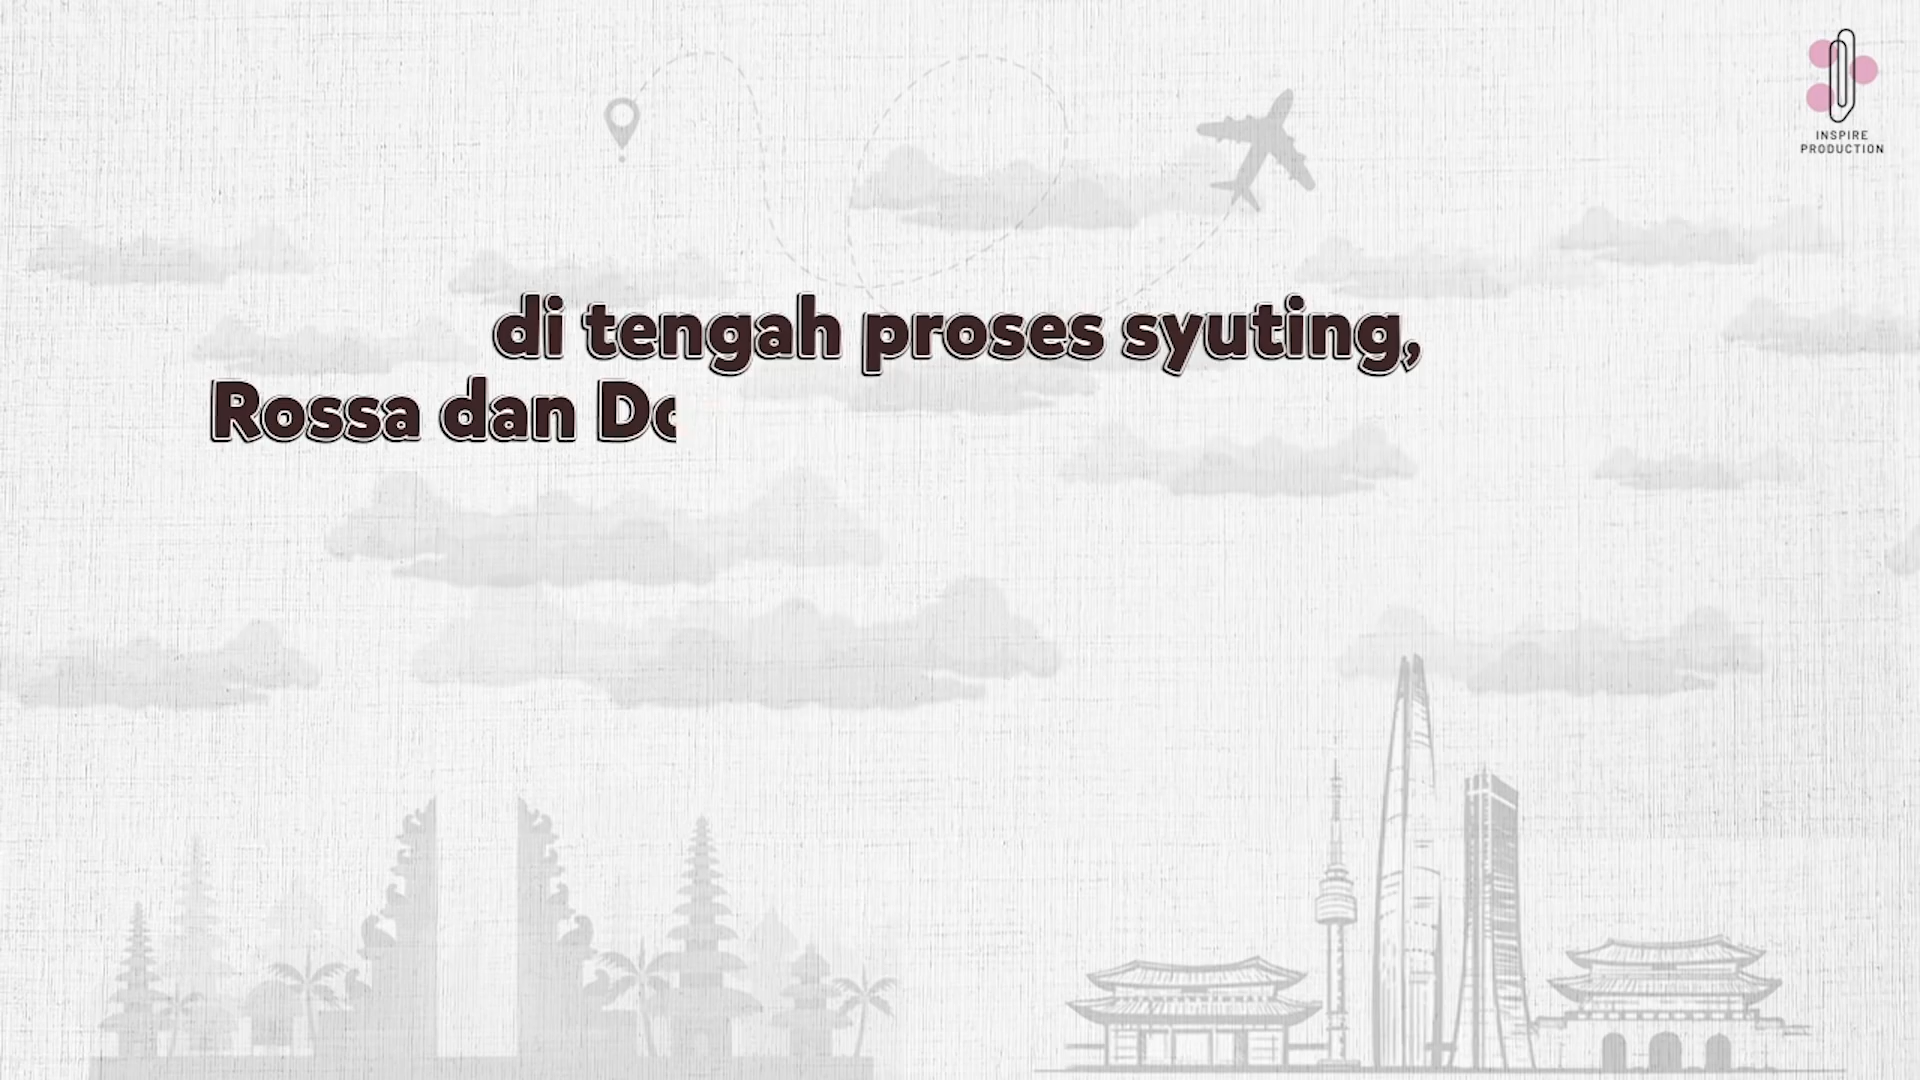 INSPIRE
PRODUCTION
di tengah proses syuting,
Rossa dan